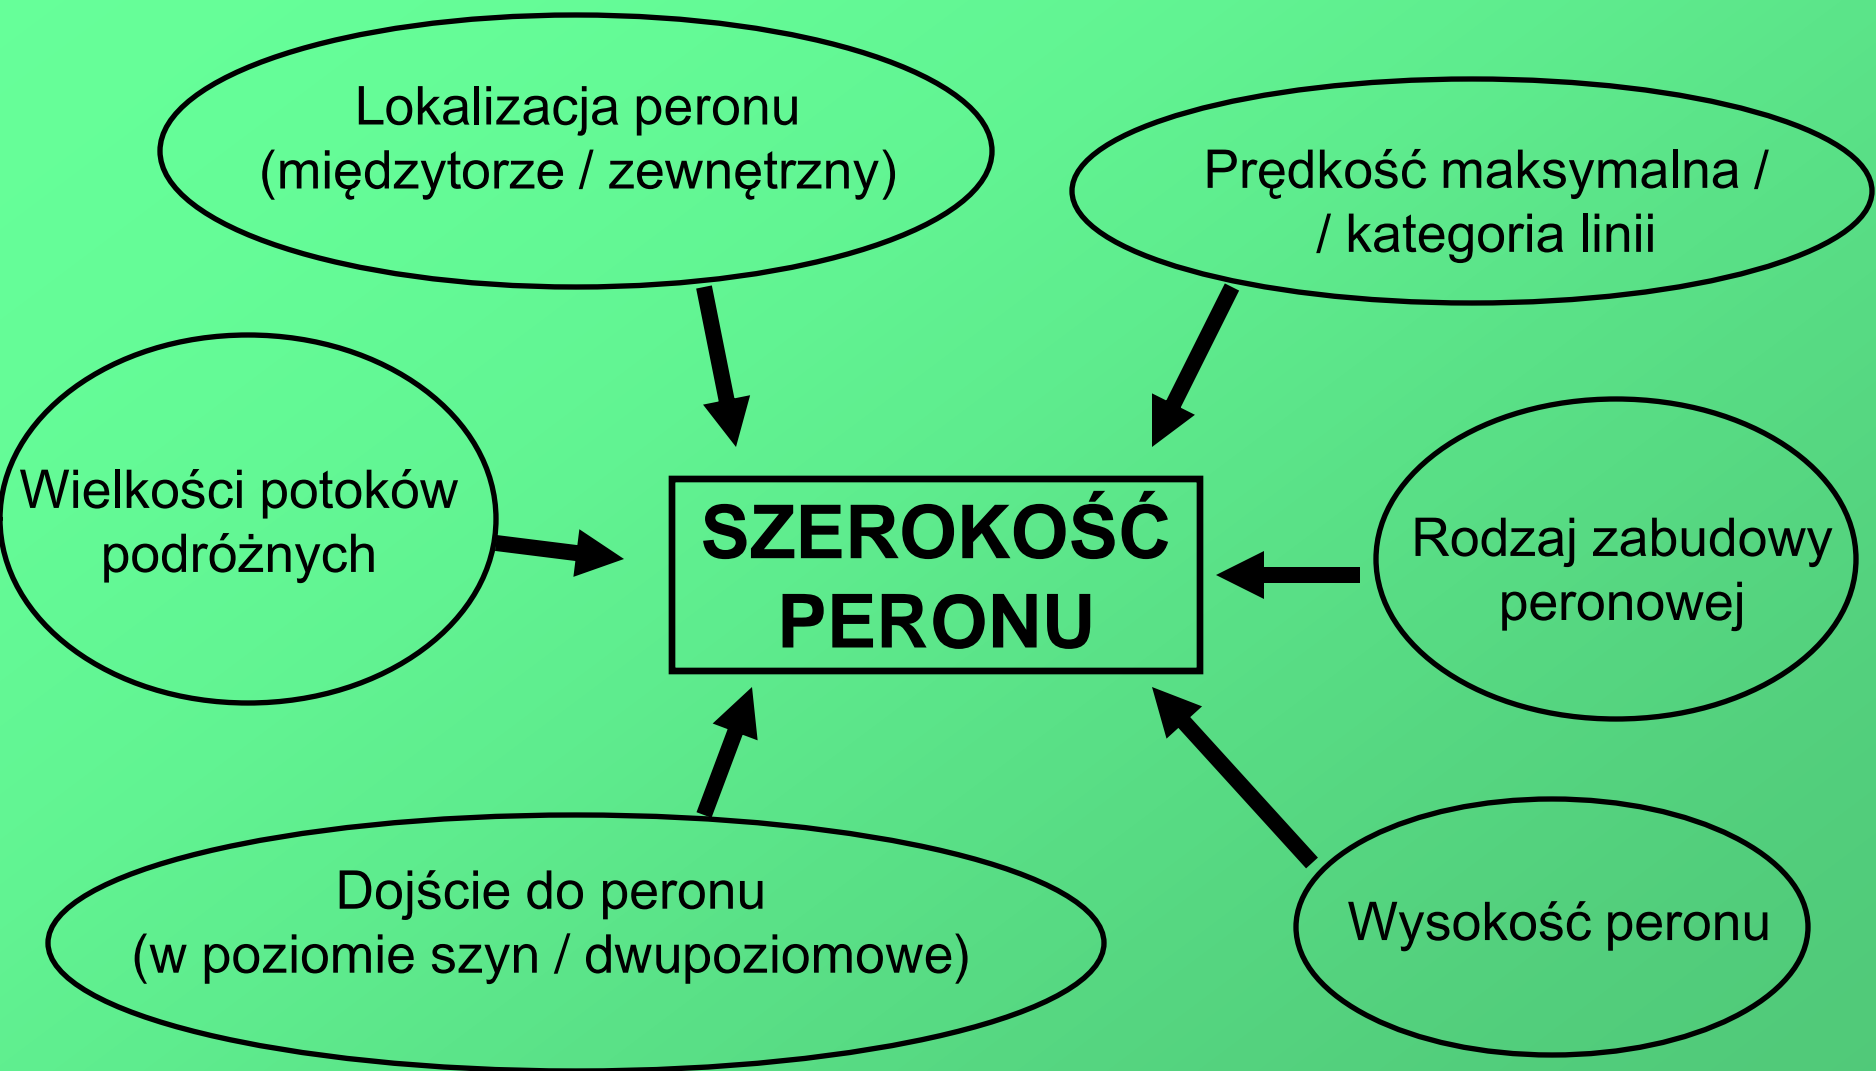 Lokalizacja peronu
(międzytorze / zewnętrzny)
Prędkość maksymalna /
/ kategoria linii
Wielkości potoków
podróżnych
SZEROKOŚĆ
PERONU
Rodzaj zabudowy
peronowej
Dojście do peronu
(w poziomie szyn / dwupoziomowe)
Wysokość peronu